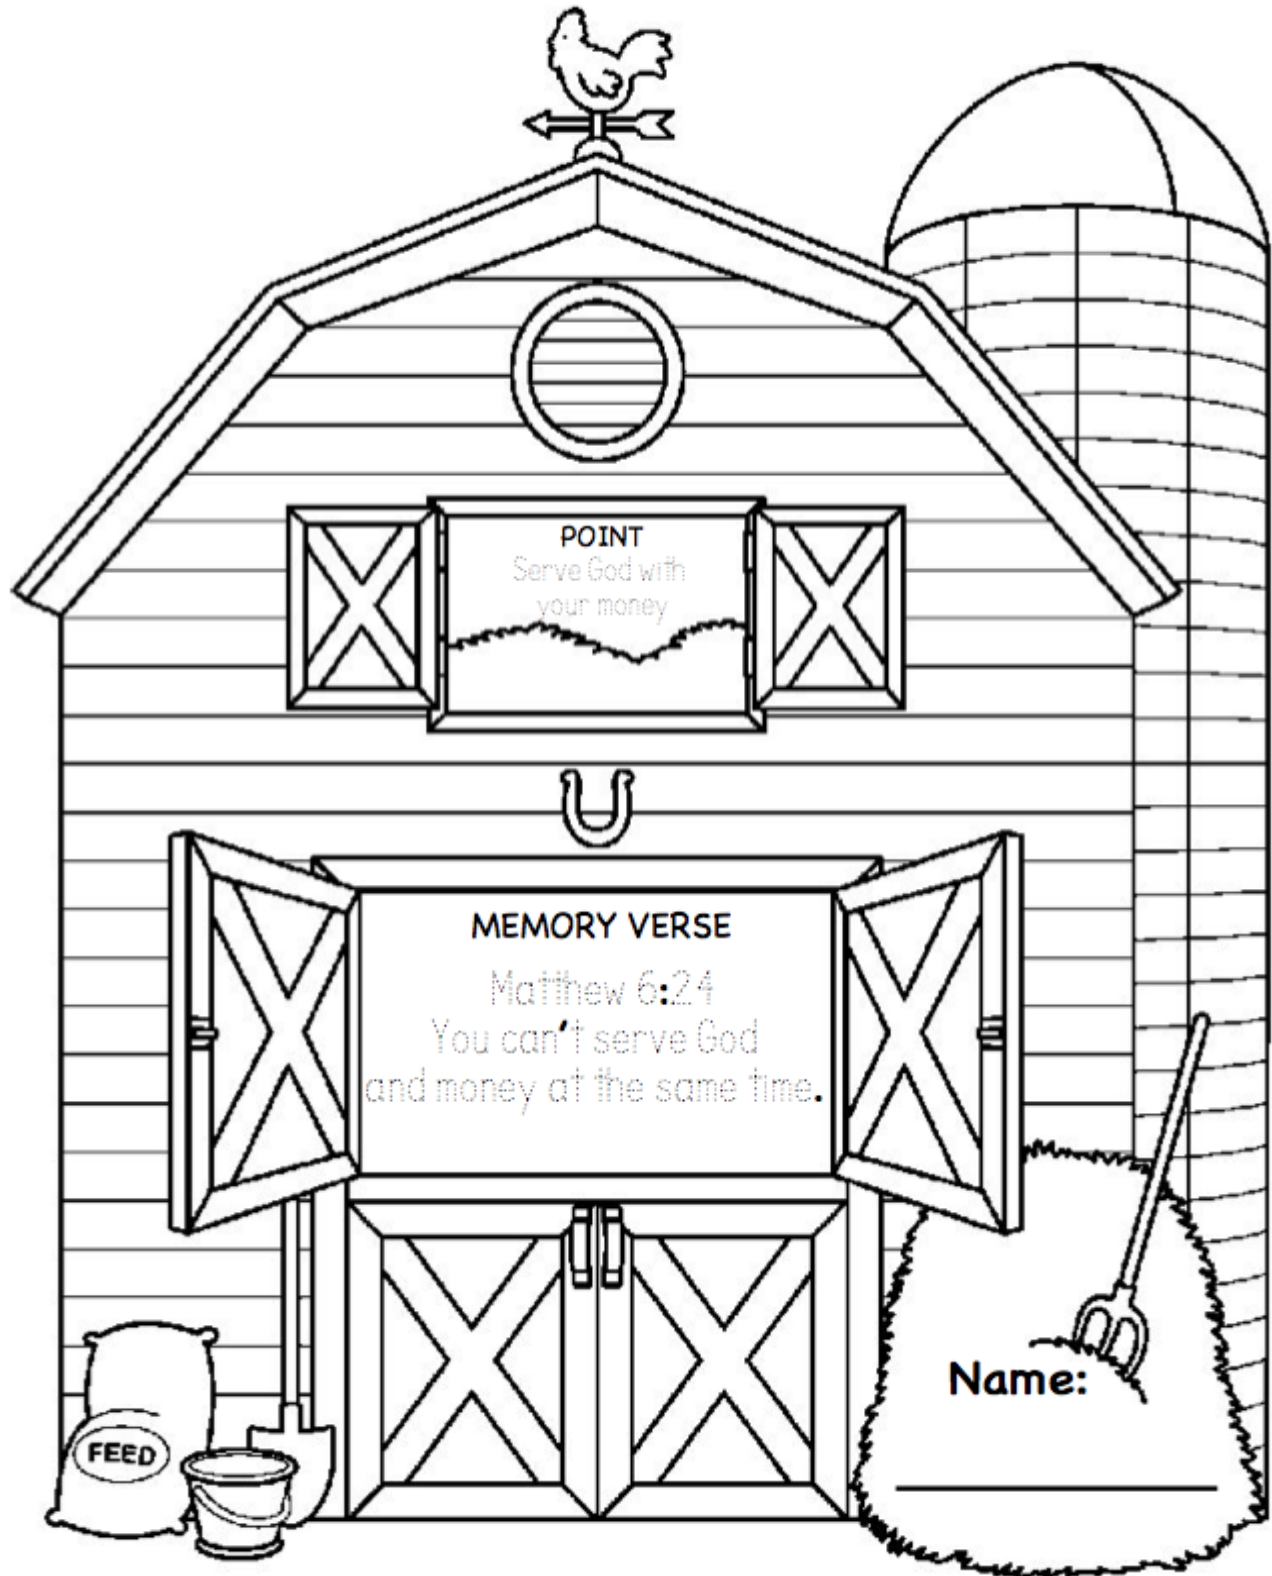 POINT
Serve God with
your money
MEMORY VERSE
Matthew 6:24
You can't serve God
and money at the same time.
Name:
FEED